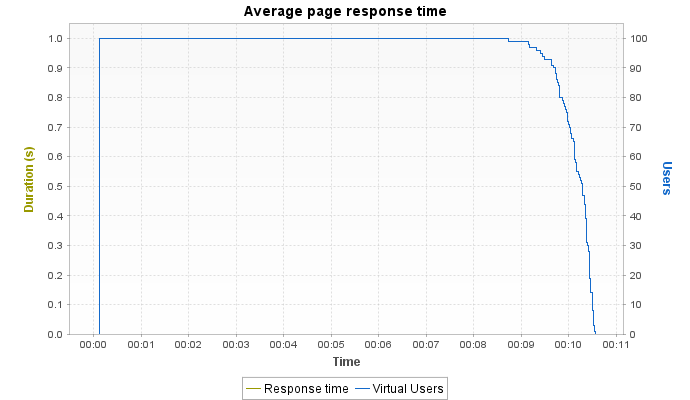 Average page response time
1.0 100
0.9 90
0.8 80
0.7 70
0.6 60
0.5 50
0.4 40
0.3 30
0.2 20
0.1 10
0.0 0
Duration (s)
Users
00:00 00:01 00:02 00:03 00:04 00:05 00:06 00:07 00:08 00:09 00:10 00:11
Time
Response time Virtual Users